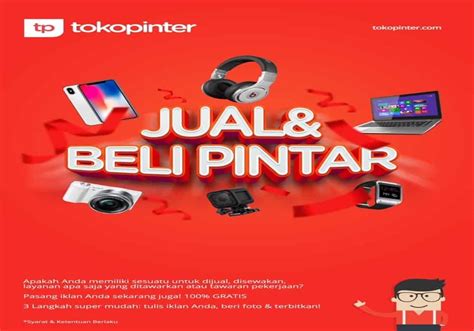 tp tokopinter
tokopinter.com
JUAL&
BELI PINTAR
Apakah Anda memiliki sesuatu untuk dijual, disewakan,
layanan apa saja yang ditawarkan atau tawaran pekerjaan?
Pasang iklan Anda sekarang juga! 100% GRATIS
3 Langkah super mudah: tulis iklan Anda, beri foto & terbitkan!
*Syarat & Ketentuan Berlaku